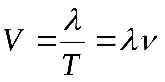 V = λ/T = λν